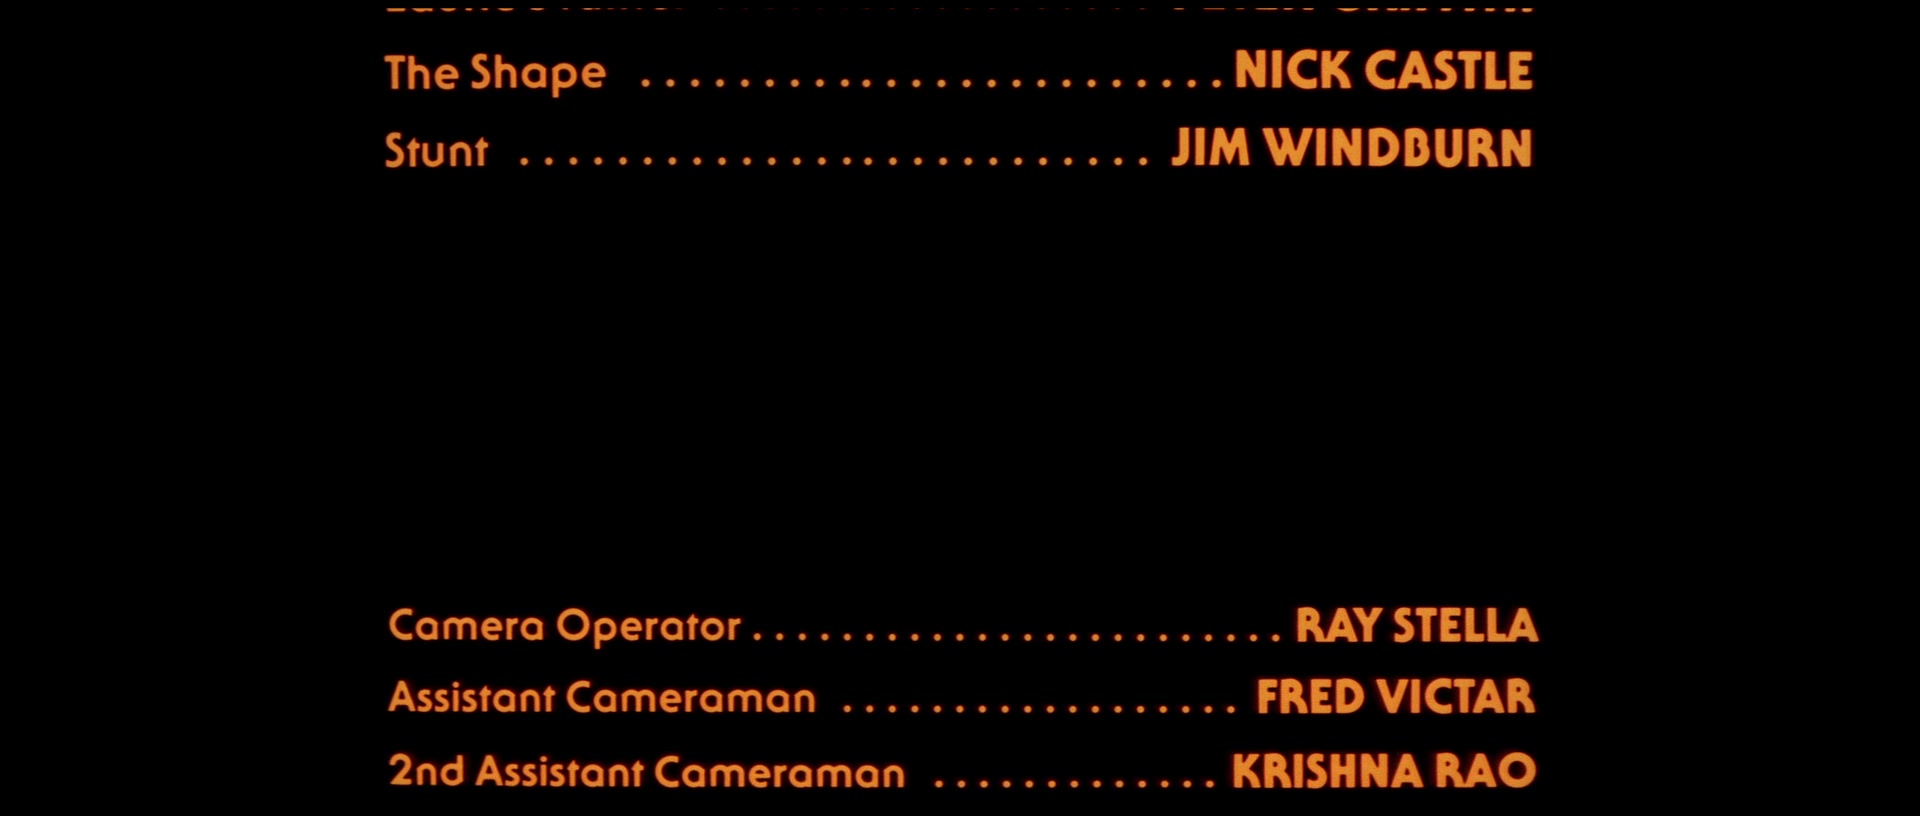 The Shape ........................ NICK CASTLE
Stunt .......................... JIM WINDBURN
Camera Operator ...................... RAY STELLA
Assistant Cameraman .................. FRED VICTAR
2nd Assistant Cameraman ............. KRISHNA RAO